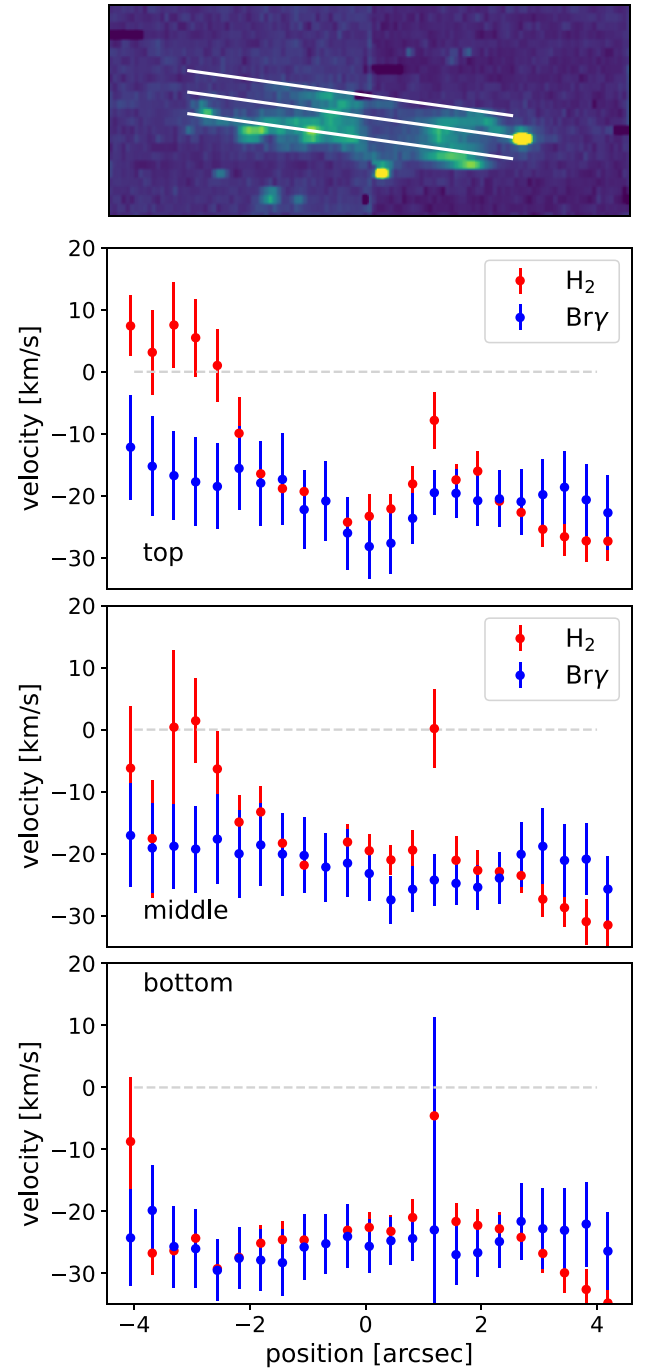 20
10
0
−10
−20
−30
velocity [km/s]
H₂
Brγ
top
20
10
0
−10
−20
−30
velocity [km/s]
H₂
Brγ
middle
20
10
0
−10
−20
−30
velocity [km/s]
bottom
−4 −2 0 2 4
position [arcsec]